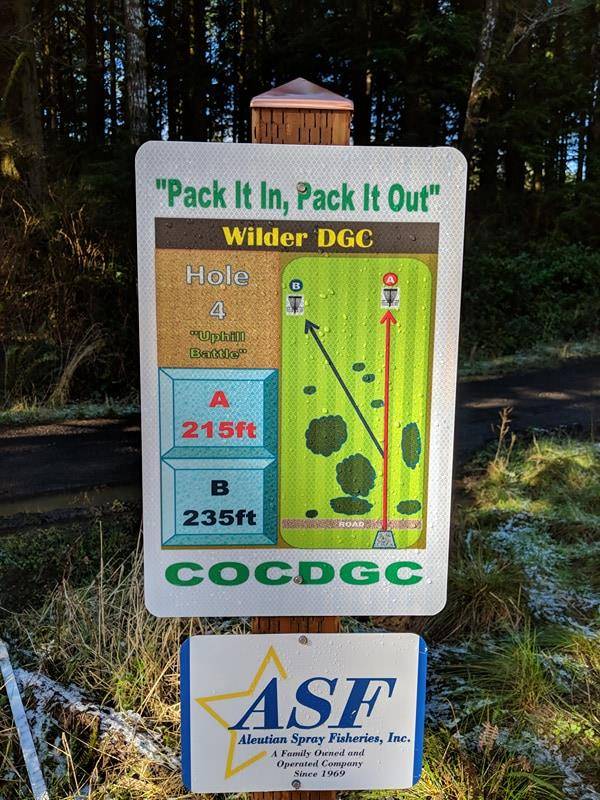 "Pack It In, Pack It Out"
Wilder DGC
Hole
4
"Uphill
Battle"
A
215ft
B
235ft
B
A
ROAD
COCDGC
ASF
Aleutian Spray Fisheries, Inc.
A Family Owned and
Operated Company
Since 1969